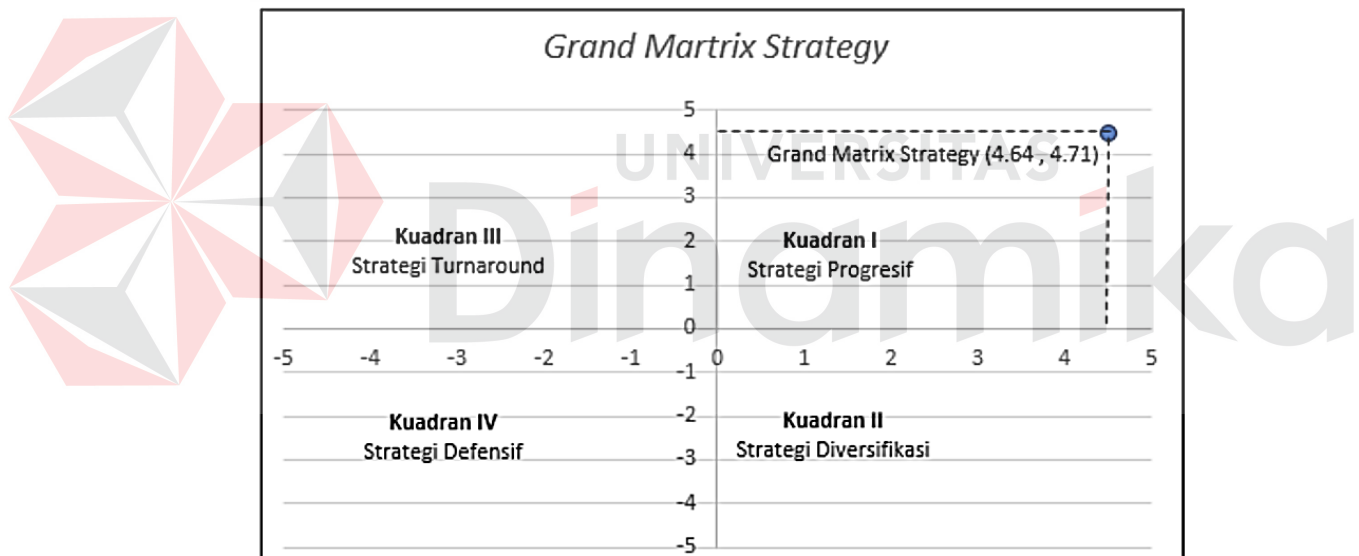 Grand Martrix Strategy
UNIVERSITAS
Dinamika
5
4
Grand Matrix Strategy (4.64 , 4.71)
3
2
Kuadran III
Strategi Turnaround
Kuadran I
Strategi Progresif
1
0
-5 -4 -3 -2 -1 0 1 2 3 4 5
-1
Kuadran IV
Strategi Defensif
-2
Kuadran II
Strategi Diversifikasi
-3
-4
-5